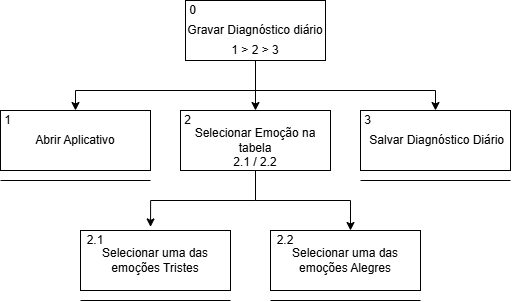 0
Gravar Diagnóstico diário
1 > 2 > 3
1
Abrir Aplicativo
2
Selecionar Emoção na
tabela
2.1 / 2.2
3
Salvar Diagnóstico Diário
2.1
Selecionar uma das
emoções Tristes
2.2
Selecionar uma das
emoções Alegres